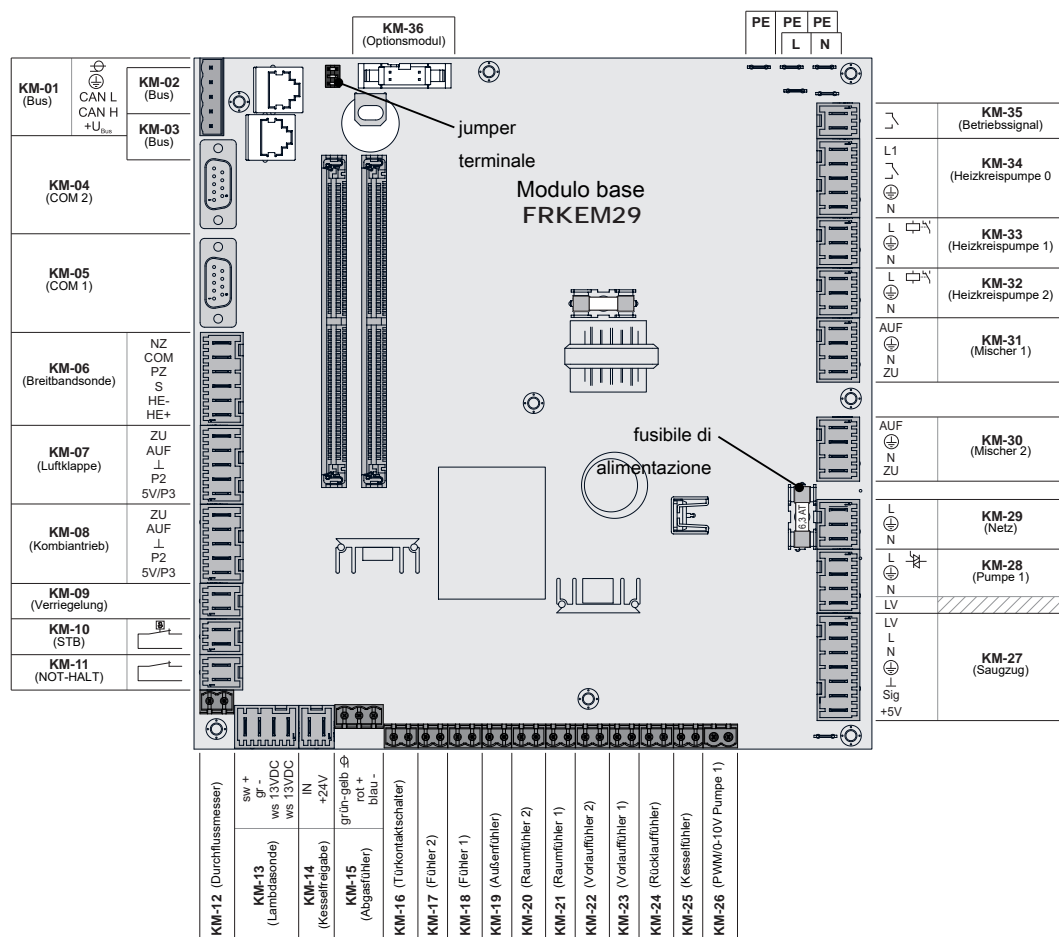 KM-36
(Optionsmodul)
PE PE PE
L N
KM-01
(Bus)
CAN L
CAN H
+UBus
KM-02
(Bus)
KM-03
(Bus)
KM-04
(COM 2)
KM-05
(COM 1)
KM-06
(Breitbandsonde)
NZ
COM
PZ
S
HE-
HE+
KM-07
(Luftklappe)
ZU
AUF
⊥
P2
5V/P3
KM-08
(Kombiantrieb)
ZU
AUF
⊥
P2
5V/P3
KM-09
(Verriegelung)
KM-10
(STB)
KM-11
(NOT-HALT)
jumper
terminale
Modulo base
FRKEM29
fusibile di
alimentazione
6,3 AT
KM-35
(Betriebssignal)
L1
N
KM-34
(Heizkreispumpe 0
L
N
KM-33
(Heizkreispumpe 1)
L
N
KM-32
(Heizkreispumpe 2)
AUF
N
ZU
KM-31
(Mischer 1)
AUF
N
ZU
KM-30
(Mischer 2)
L
N
KM-29
(Netz)
L
N
LV
KM-28
(Pumpe 1)
LV
L
N
⊥
Sig
+5V
KM-27
(Saugzug)
KM-12 (Durchflussmesser)
sw +
gr -
ws 13VDC
ws 13VDC
KM-13
(Lambdasonde)
IN
+24V
KM-14
(Kesselfreigabe)
grün-gelb
rot +
blau -
KM-15
(Abgasfühler)
KM-16 (Türkontaktschalter)
KM-17 (Fühler 2)
KM-18 (Fühler 1)
KM-19 (Außenfühler)
KM-20 (Raumfühler 2)
KM-21 (Raumfühler 1)
KM-22 (Vorlauffühler 2)
KM-23 (Vorlauffühler 1)
KM-24 (Rücklauffühler)
KM-25 (Kesselfühler)
KM-26 (PWM/0-10V Pumpe 1)